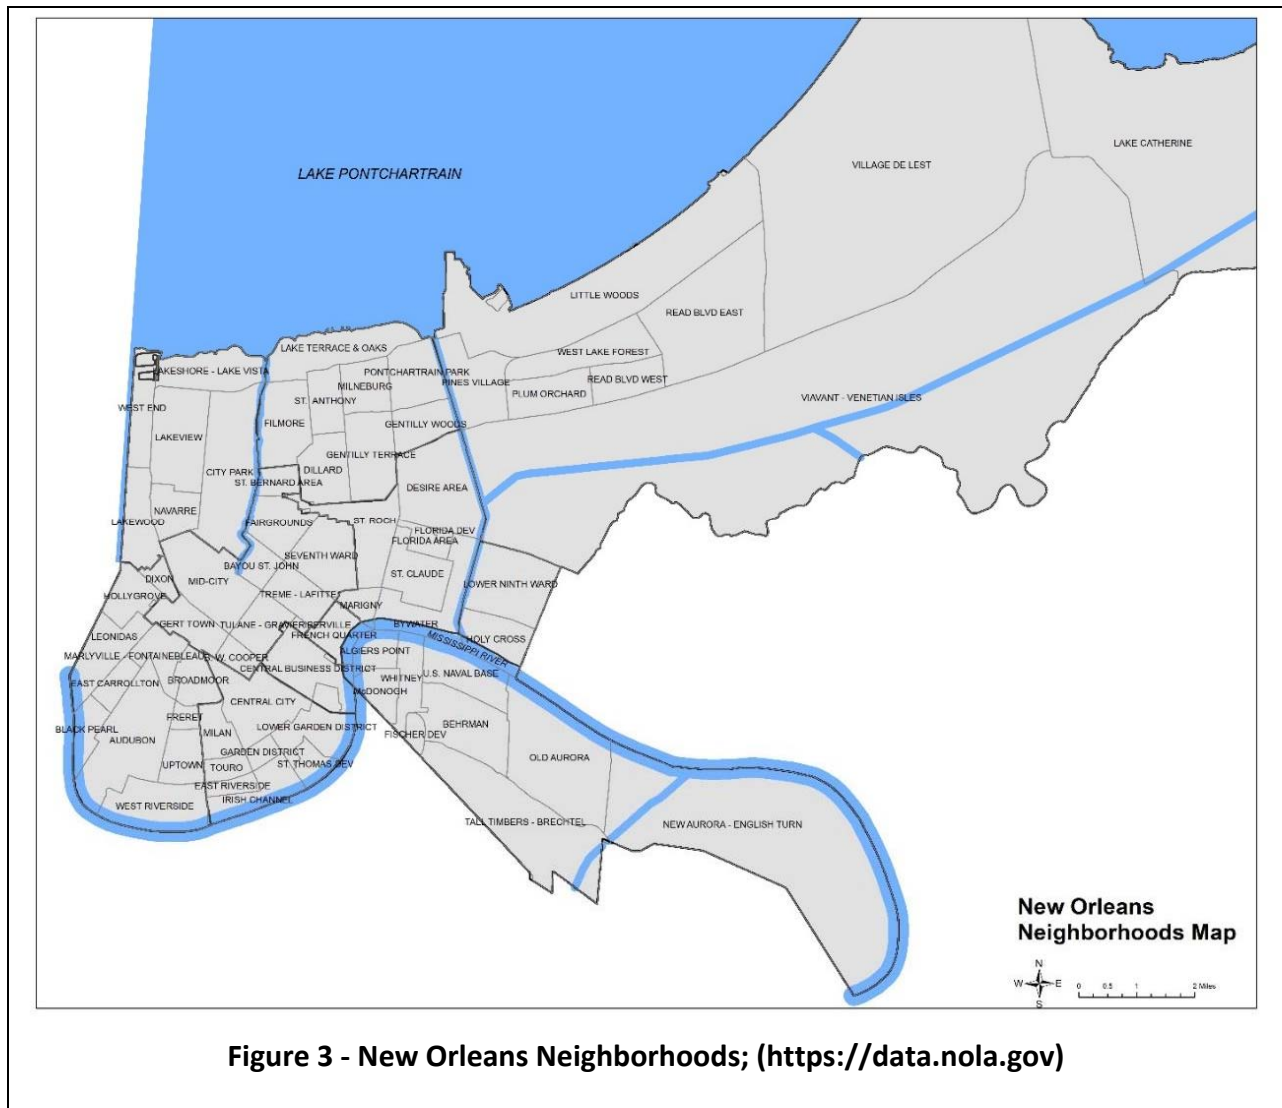 LAKE CATHERINE
VILLAGE DE LEST
LAKE PONTCHARTRAIN
LITTLE WOODS
READ BLVD EAST
LAKE TERRACE & OAKS
WEST LAKE FOREST
LAKESHORE - LAKE VISTA
PONTCHARTRAIN PARK
PINES VILLAGE
READ BLVD WEST
MILNEBURG
PLUM ORCHARD
VIAVANT - VENETIAN ISLES
ST. ANTHONY
WEST END
FILMORE
GENTILLY WOODS
LAKEVIEW
GENTILLY TERRACE
CITY PARK
DILLARD
ST. BERNARD AREA
DESIRE AREA
NAVARRE
LAKEWOOD
FAIRGROUNDS
ST. ROCH
FLORIDA DEV
FLORIDA AREA
SEVENTH WARD
BAYOU ST. JOHN
ST. CLAUDE
DIXON
MID-CITY
LOWER NINTH WARD
HOLLYGROVE
TREME - LAFITTE
MARIGNY
GERT TOWN
TULANE - GRAVIER
IBERVILLE
BYWATER
LEONIDAS
FRENCH QUARTER
MISSISSIPPI RIVER
HOLY CROSS
ALGIERS POINT
MARLYVILLE - FONTAINEBLEAU
B. W. COOPER
CENTRAL BUSINESS DISTRICT
U.S. NAVAL BASE
EAST CARROLLTON
BROADMOOR
WHITNEY
McDONOGH
CENTRAL CITY
FRERET
BLACK PEARL
LOWER GARDEN DISTRICT
BEHRMAN
MILAN
FISCHER DEV
AUDUBON
GARDEN DISTRICT
OLD AURORA
UPTOWN
TOURO
ST. THOMAS DEV
EAST RIVERSIDE
IRISH CHANNEL
WEST RIVERSIDE
TALL TIMBERS - BRECHTEL
NEW AURORA - ENGLISH TURN
New Orleans
Neighborhoods Map
N
W
E
S
0 0.5 1 2 Miles
Figure 3 - New Orleans Neighborhoods; (https://data.nola.gov)